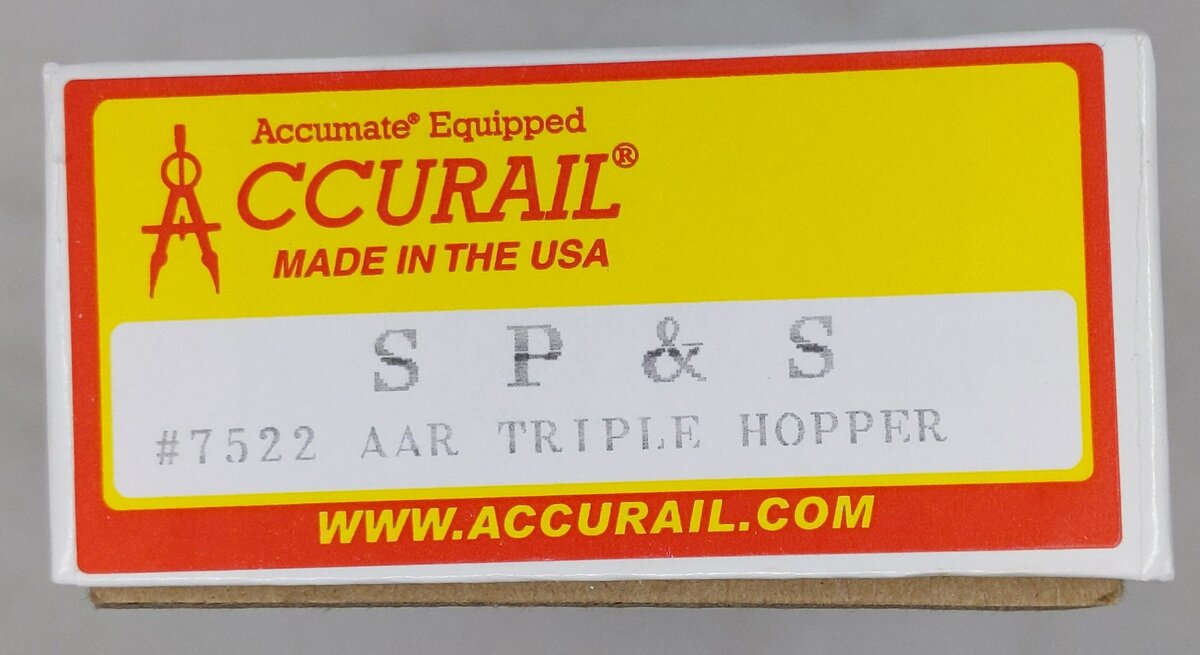 Accumate® Equipped
ACCURAIL®
MADE IN THE USA
S P & S
#7522 AAR TRIPLE HOPPER
WWW.ACCURAIL.COM